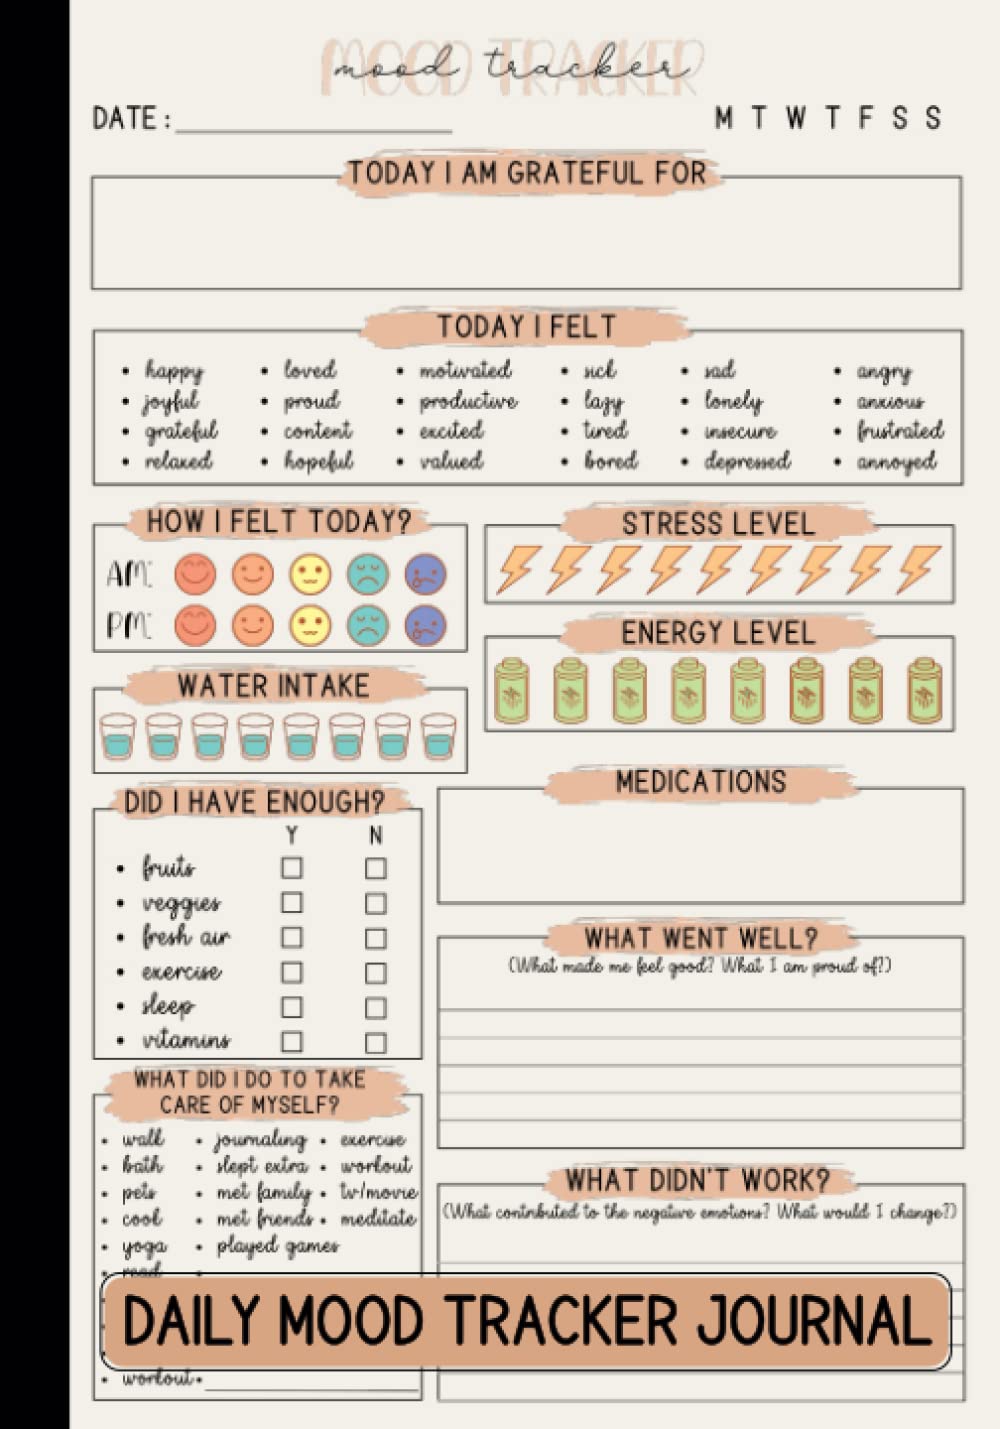 MOOD TRACKER
mood tracker
DATE: M T W T F S S
TODAY I AM GRATEFUL FOR
TODAY I FELT
• happy • loved • motivated • sick • sad • angry
• joyful • proud • productive • lazy • lonely • anxious
• grateful • content • excited • tired • insecure • frustrated
• relaxed • hopeful • valued • bored • depressed • annoyed
HOW I FELT TODAY?
AM:
PM:
STRESS LEVEL
ENERGY LEVEL
WATER INTAKE
DID I HAVE ENOUGH?
Y N
• fruits
• veggies
• fresh air
• exercise
• sleep
• vitamins
MEDICATIONS
WHAT WENT WELL?
(What made me feel good? What I am proud of?)
WHAT DID I DO TO TAKE
CARE OF MYSELF?
• walk • journaling • exercise
• bath • slept extra • workout
• pets • met family • tv/movie
• cook • met friends • meditate
• yoga • played games
• read
• workout •
WHAT DIDN'T WORK?
(What contributed to the negative emotions? What would I change?)
DAILY MOOD TRACKER JOURNAL